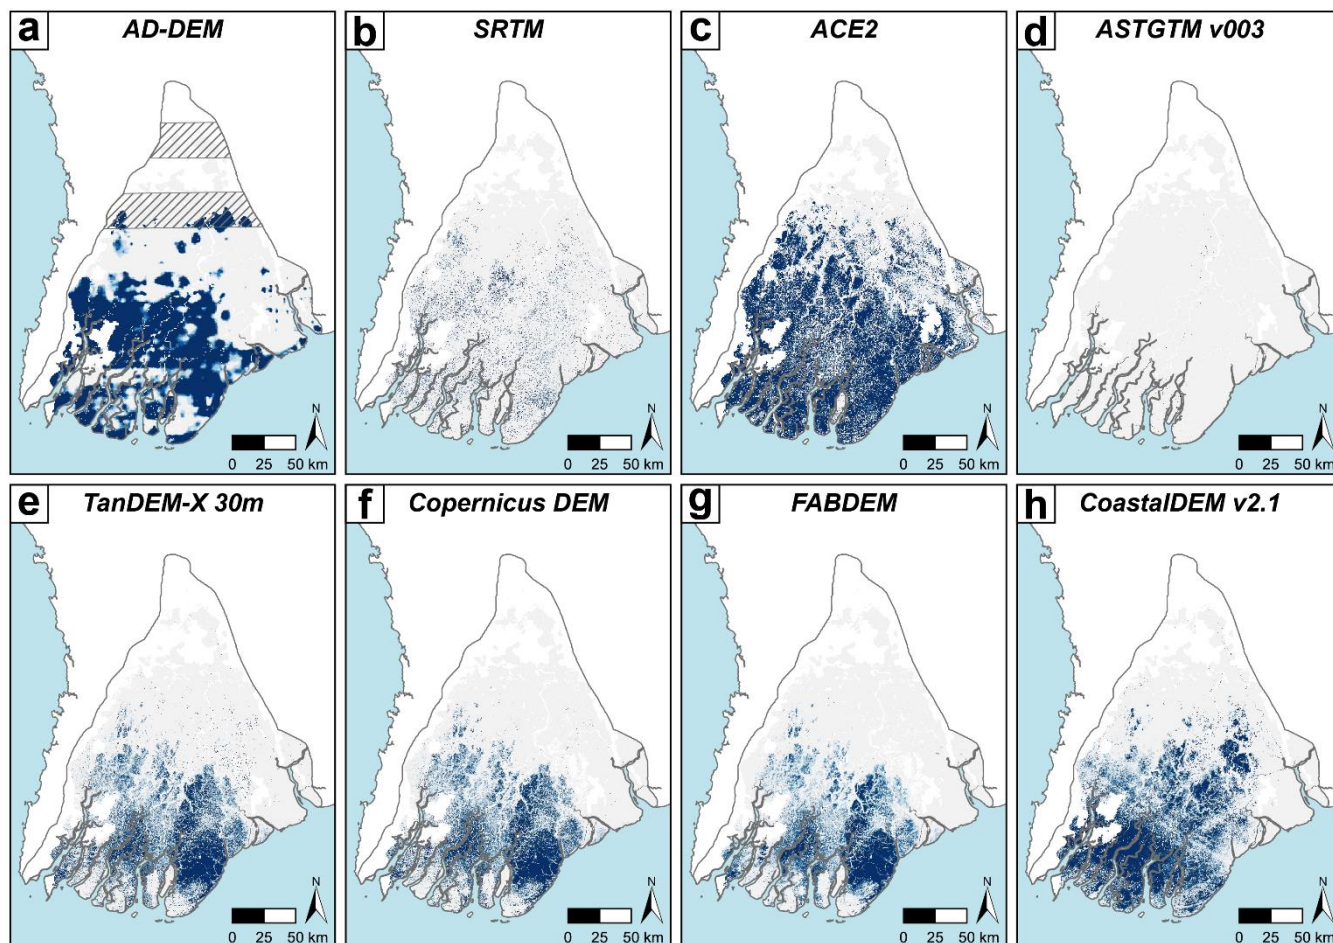 a AD-DEM
b SRTM
c ACE2
d ASTGTM v003
N
0 25 50 km
N
0 25 50 km
N
0 25 50 km
N
0 25 50 km
e TanDEM-X 30m
f Copernicus DEM
g FABDEM
h CoastalDEM v2.1
N
0 25 50 km
N
0 25 50 km
N
0 25 50 km
N
0 25 50 km